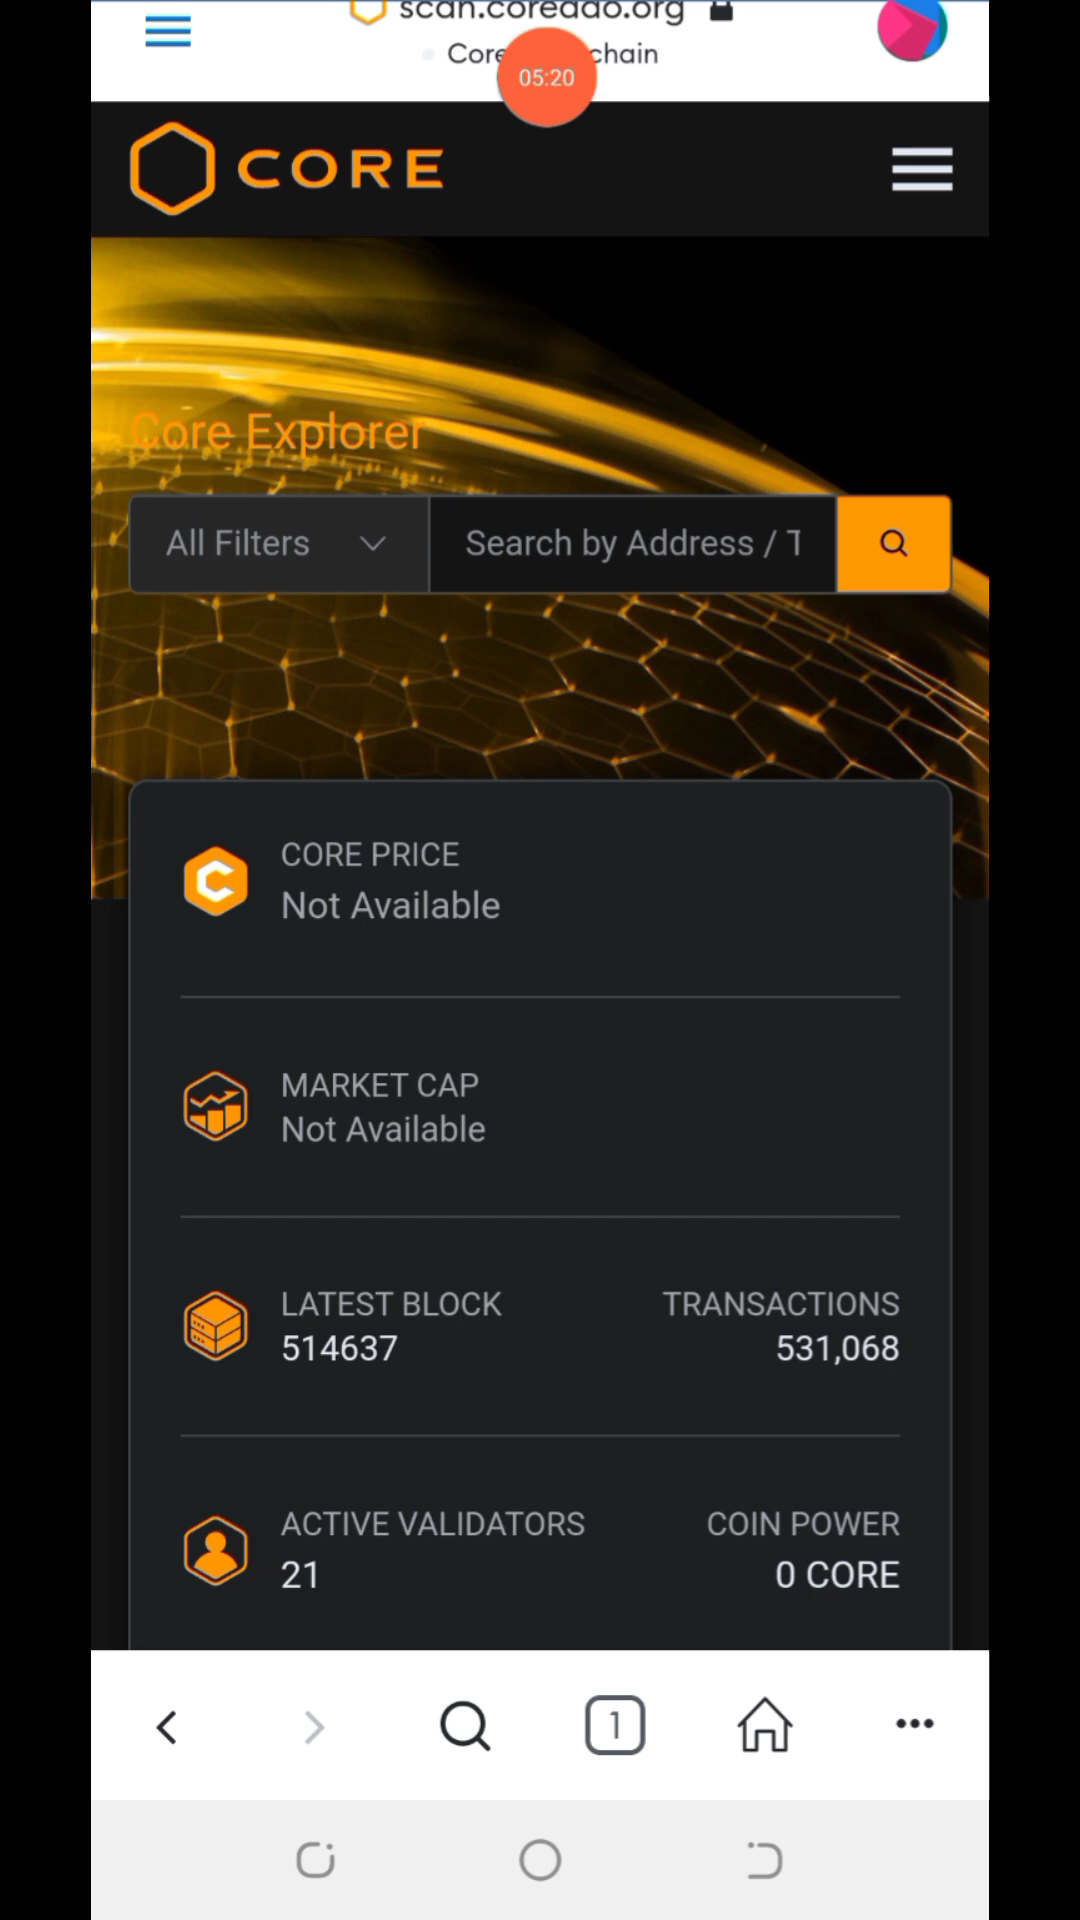 scan.coredao.org
Core chain
05:20
CORE
Core Explorer
All Filters
Search by Address / T
CORE PRICE
Not Available
MARKET CAP
Not Available
LATEST BLOCK
514637
TRANSACTIONS
531,068
ACTIVE VALIDATORS
21
COIN POWER
0 CORE
1